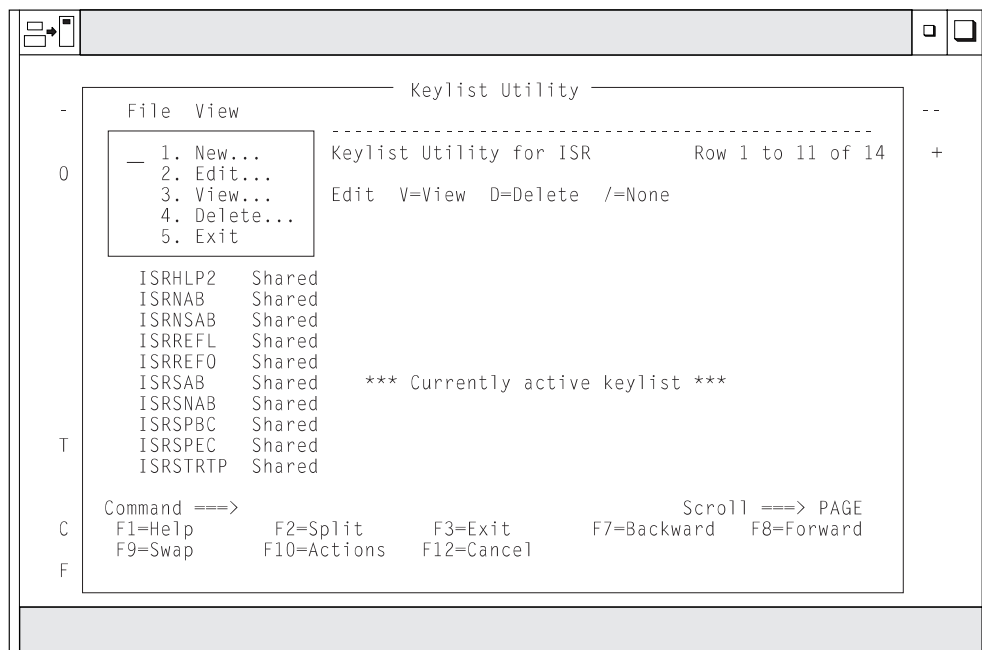 Keylist Utility
- File View --
1. New... Keylist Utility for ISR Row 1 to 11 of 14 +
O 2. Edit...
3. View... Edit V=View D=Delete /=None
4. Delete...
5. Exit
ISRHLP2 Shared
ISRNAB Shared
ISRNSAB Shared
ISRREFL Shared
ISRREFO Shared
ISRSAB Shared *** Currently active keylist ***
ISRSNAB Shared
ISRSPBC Shared
T ISRSPEC Shared
ISRSTRTP Shared
Command ===> Scroll ===> PAGE
C F1=Help F2=Split F3=Exit F7=Backward F8=Forward
F9=Swap F10=Actions F12=Cancel
F